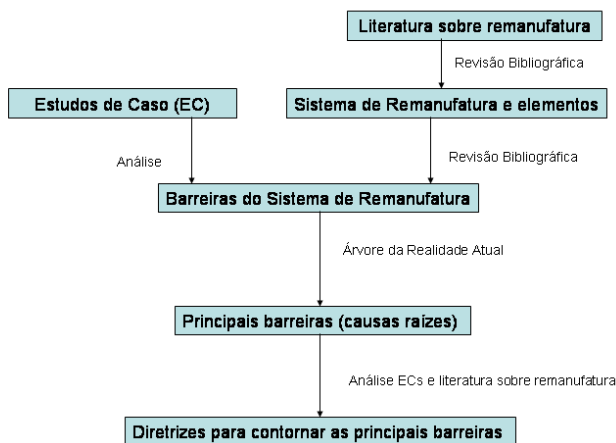 Literatura sobre remanufatura
Revisão Bibliográfica
Estudos de Caso (EC)
Sistema de Remanufatura e elementos
Análise
Revisão Bibliográfica
Barreiras do Sistema de Remanufatura
Árvore da Realidade Atual
Principais barreiras (causas raízes)
Análise ECs e literatura sobre remanufatura
Diretrizes para contornar as principais barreiras